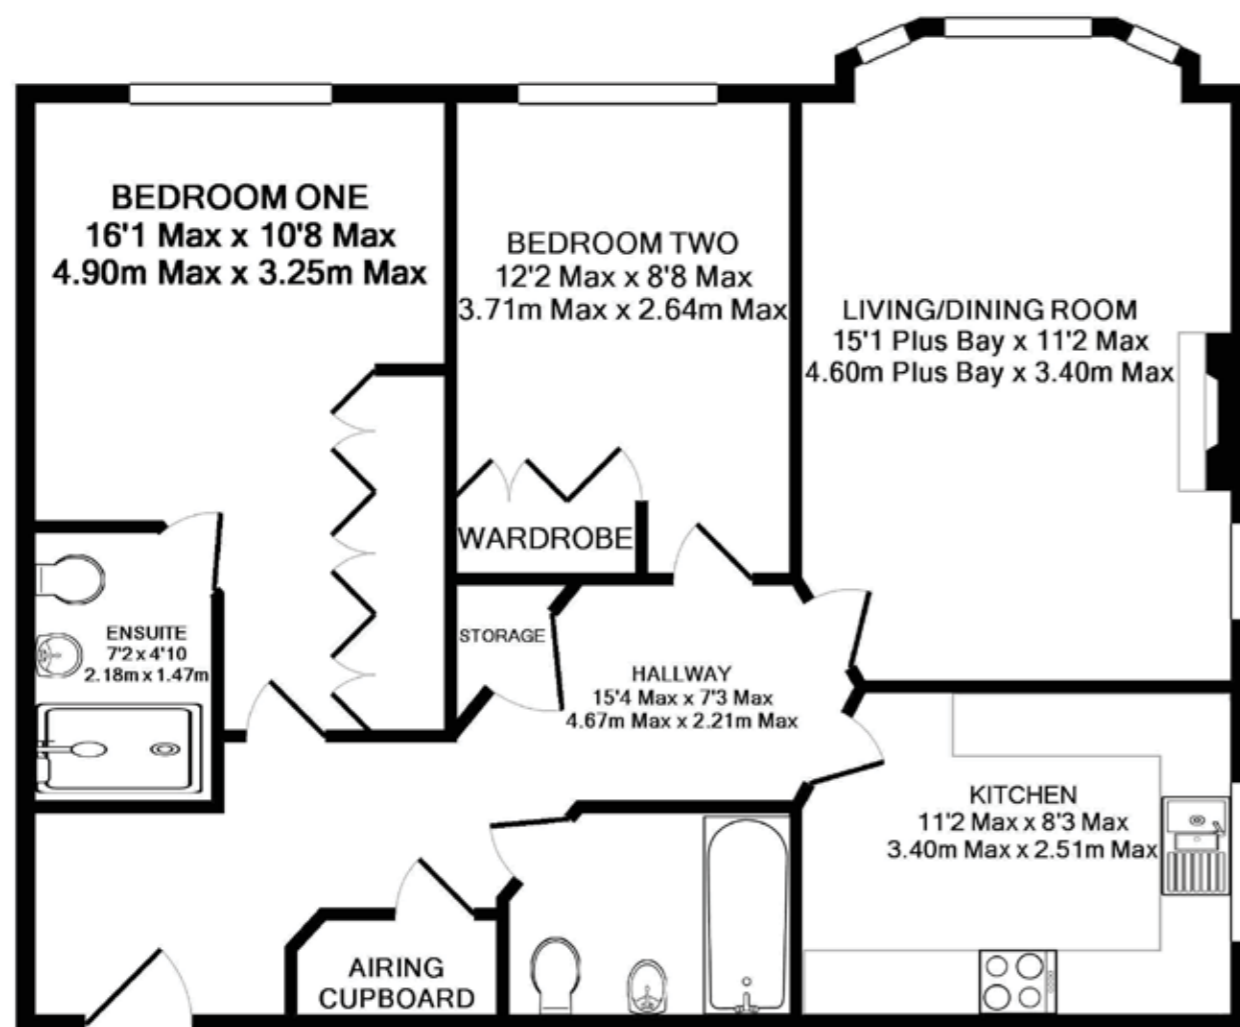 BEDROOM ONE
16'1 Max x 10'8 Max
4.90m Max x 3.25m Max
BEDROOM TWO
12'2 Max x 8'8 Max
3.71m Max x 2.64m Max
LIVING/DINING ROOM
15'1 Plus Bay x 11'2 Max
4.60m Plus Bay x 3.40m Max
WARDROBE
ENSUITE
7'2 x 4'10
2.18m x 1.47m
STORAGE
HALLWAY
15'4 Max x 7'3 Max
4.67m Max x 2.21m Max
KITCHEN
11'2 Max x 8'3 Max
3.40m Max x 2.51m Max
AIRING
CUPBOARD